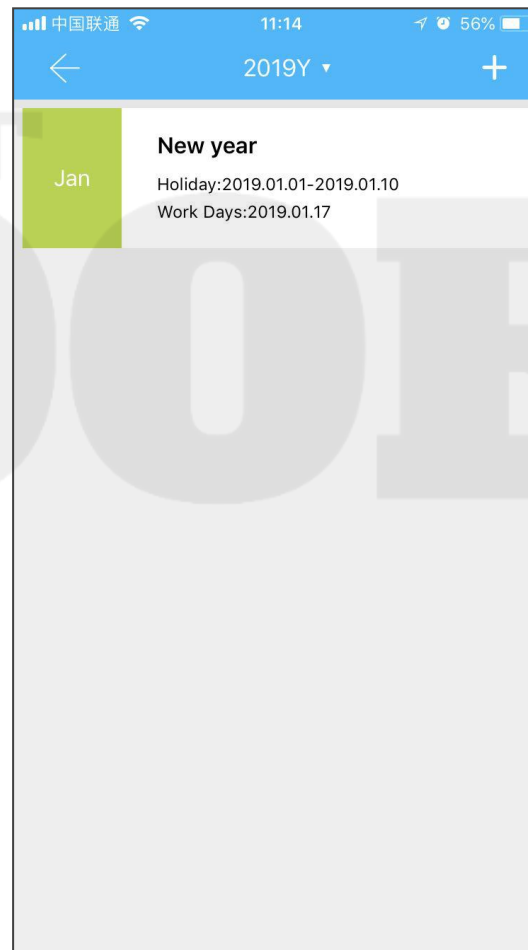 中国联通 11:14 56%
2019Y
Jan
New year
Holiday:2019.01.01-2019.01.10
Work Days:2019.01.17